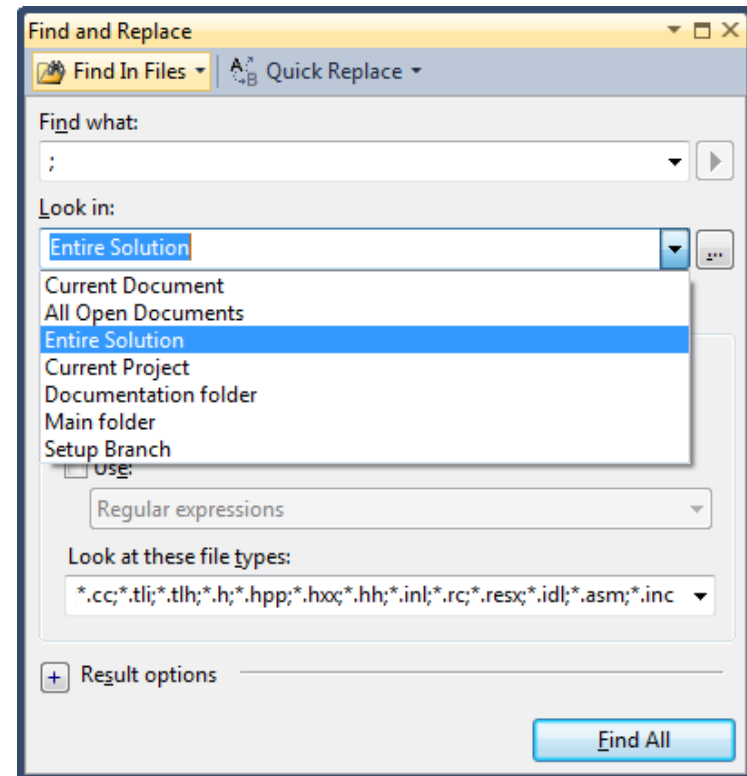 Find and Replace
Find In Files Quick Replace
Find what:
;
Look in:
Entire Solution
...
Current Document
All Open Documents
Entire Solution
Current Project
Documentation folder
Main folder
Setup Branch
Use:
Regular expressions
Look at these file types:
*.cc;*.tli;*.tlh;*.h;*.hpp;*.hxx;*.hh;*.inl;*.rc;*.resx;*.idl;*.asm;*.inc
+ Result options
Find All